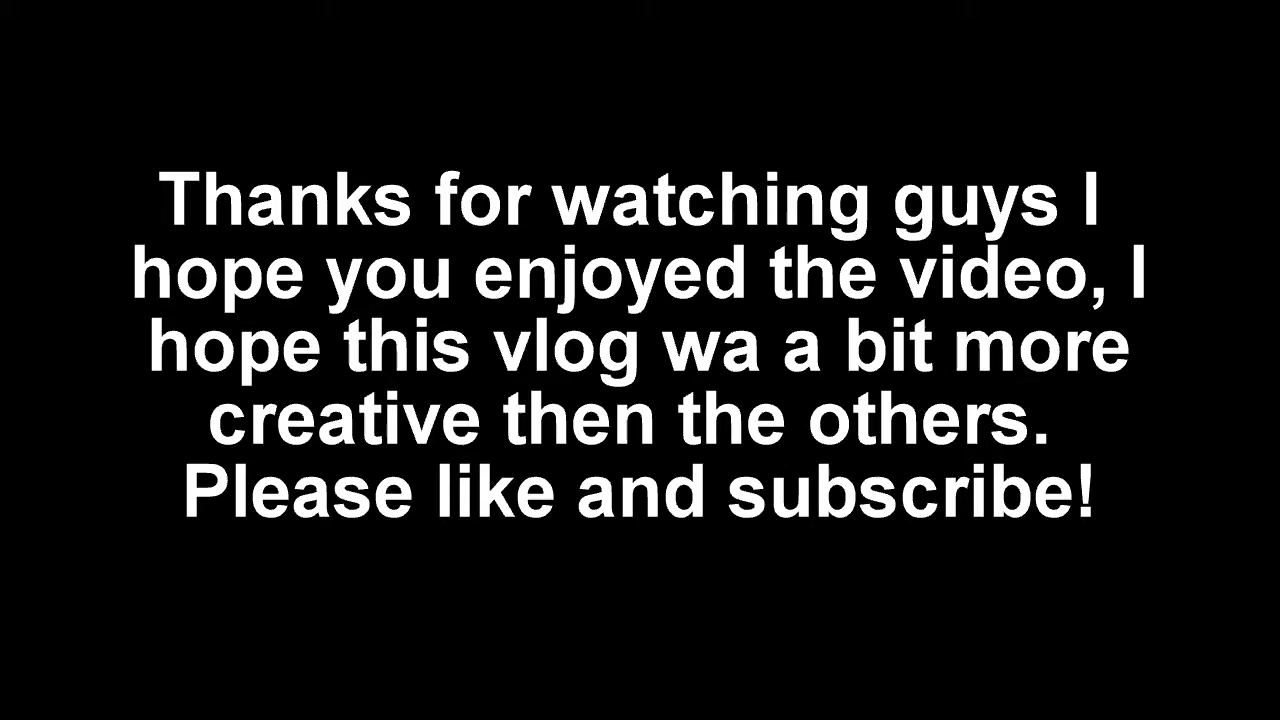 Thanks for watching guys I
hope you enjoyed the video, I
hope this vlog wa a bit more
creative then the others.
Please like and subscribe!